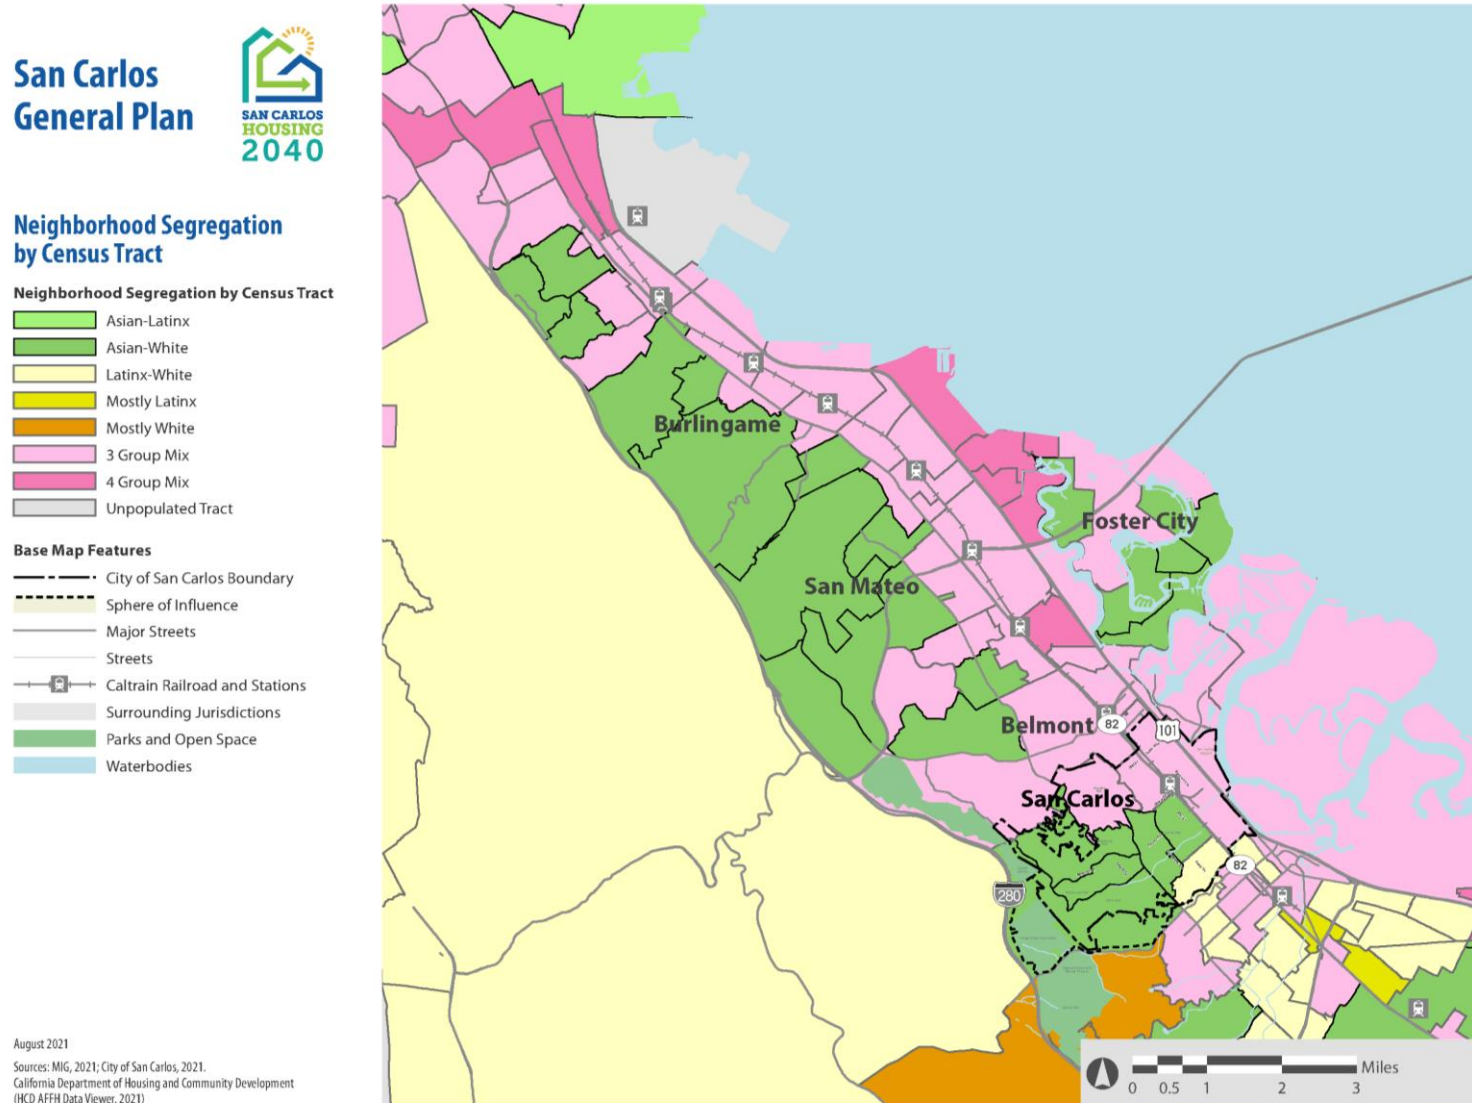 San Carlos
General Plan
SAN CARLOS
HOUSING
2040
Neighborhood Segregation
by Census Tract
Neighborhood Segregation by Census Tract
Asian-Latinx
Asian-White
Latinx-White
Mostly Latinx
Mostly White
3 Group Mix
4 Group Mix
Unpopulated Tract
Base Map Features
City of San Carlos Boundary
Sphere of Influence
Major Streets
Streets
Caltrain Railroad and Stations
Surrounding Jurisdictions
Parks and Open Space
Waterbodies
August 2021
Sources: MIG, 2021; City of San Carlos, 2021.
California Department of Housing and Community Development
(HCD AFFH Data Viewer, 2021)
Burlingame
Foster City
San Mateo
Belmont
82
101
San Carlos
82
280
Miles
0 0.5 1 2 3